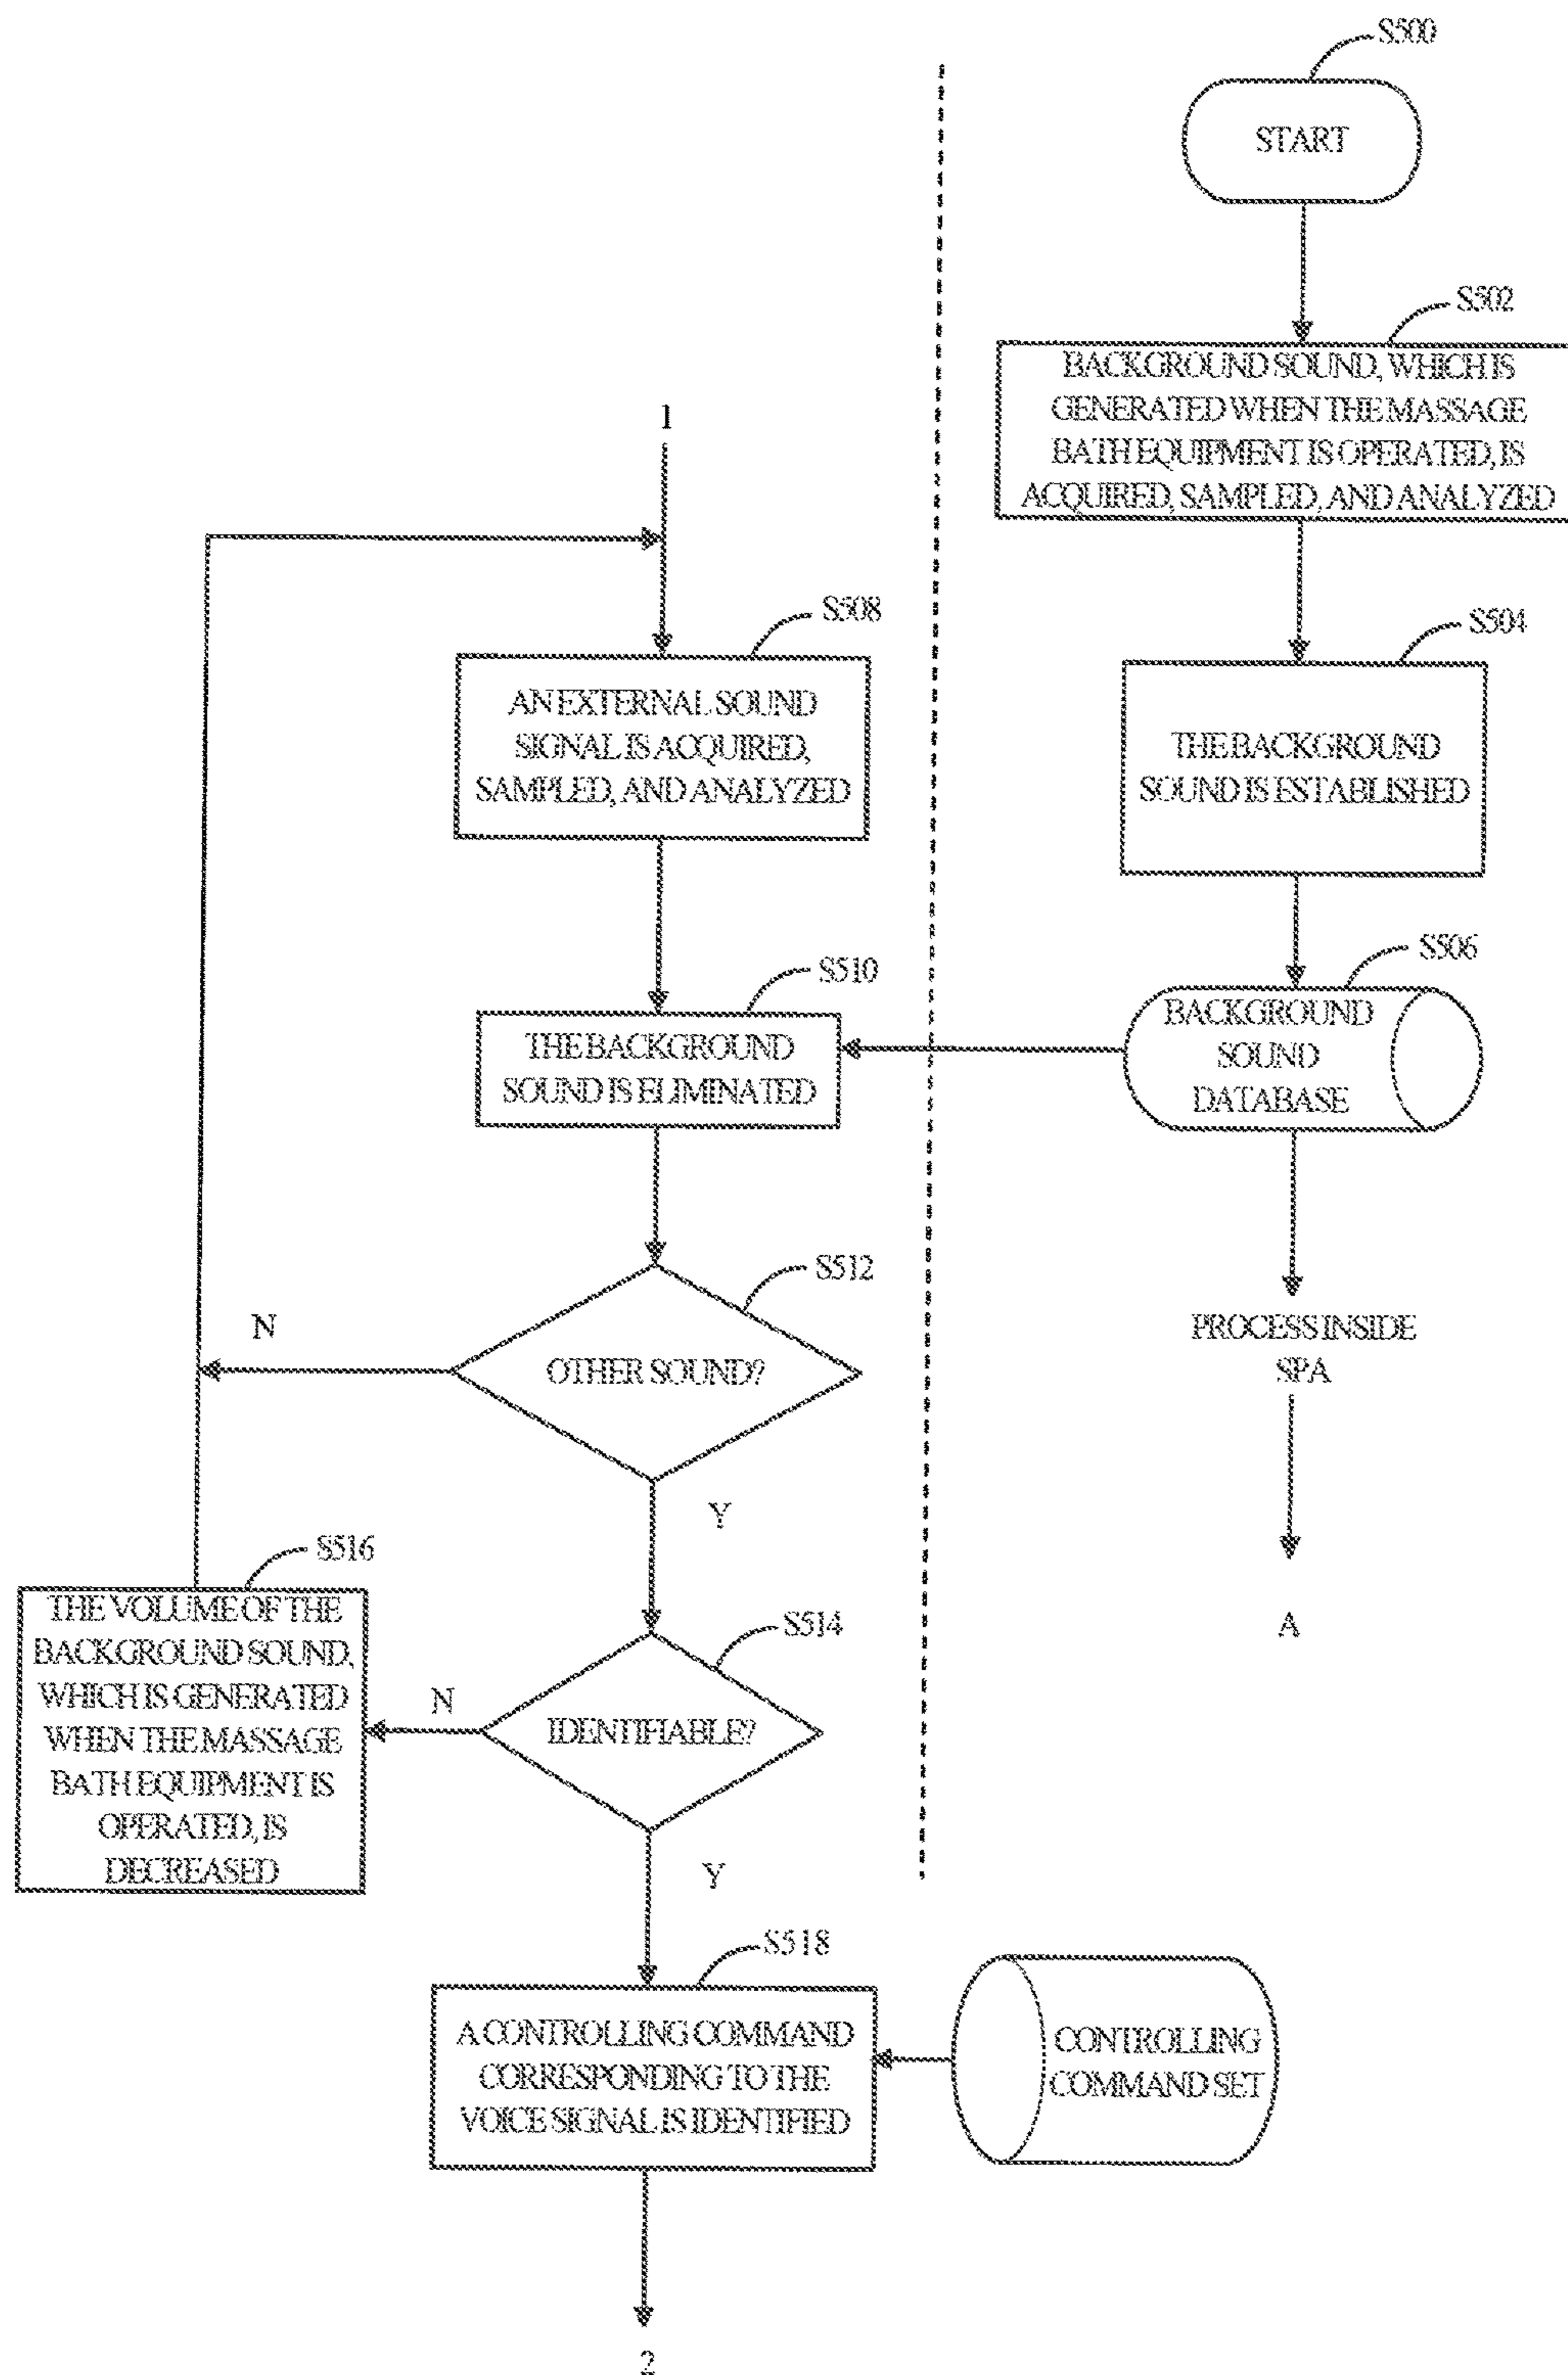 S500
START
S502
BACKGROUND SOUND, WHICH IS
GENERATED WHEN THE MASSAGE
BATH EQUIPMENT IS OPERATED, IS
ACQUIRED, SAMPLED, AND ANALYZED
S504
THE BACKGROUND
SOUND IS ESTABLISHED
S506
BACKGROUND
SOUND
DATABASE
PROCESS INSIDE
SPA
A
1
S508
AN EXTERNAL SOUND
SIGNAL IS ACQUIRED,
SAMPLED, AND ANALYZED
S510
THE BACKGROUND
SOUND IS ELIMINATED
S512
OTHER SOUND?
N
Y
S514
IDENTIFIABLE?
N
Y
S516
THE VOLUME OF THE
BACKGROUND SOUND,
WHICH IS GENERATED
WHEN THE MASSAGE
BATH EQUIPMENT IS
OPERATED, IS
DECREASED
S518
A CONTROLLING COMMAND
CORRESPONDING TO THE
VOICE SIGNAL IS IDENTIFIED
CONTROLLING
COMMAND SET
2